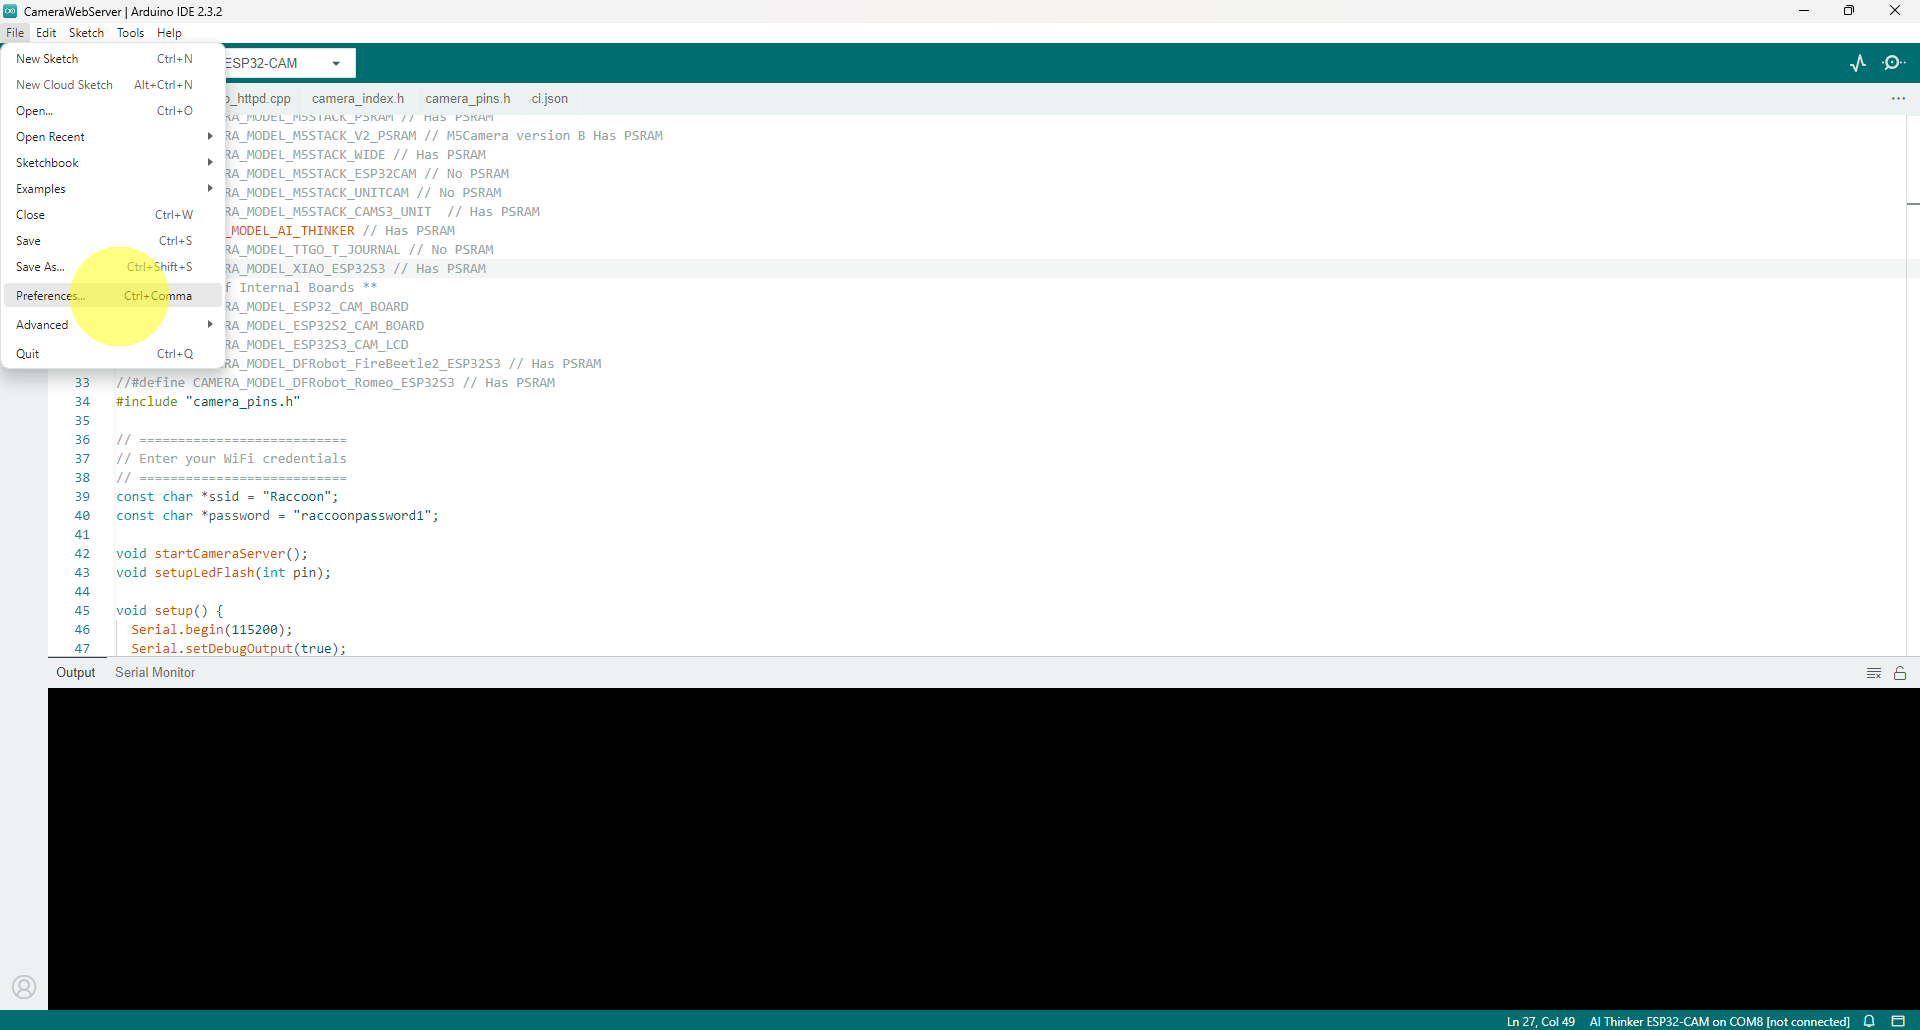 CameraWebServer | Arduino IDE 2.3.2
File Edit Sketch Tools Help
New Sketch Ctrl+N
New Cloud Sketch Alt+Ctrl+N
Open... Ctrl+O
Open Recent
Sketchbook
Examples
Close Ctrl+W
Save Ctrl+S
Save As... Ctrl+Shift+S
Preferences... Ctrl+Comma
Advanced
Quit Ctrl+Q
ESP32-CAM
o_httpd.cpp camera_index.h camera_pins.h ci.json
RA_MODEL_M5STACK_PSRAM // Has PSRAM
RA_MODEL_M5STACK_V2_PSRAM // M5Camera version B Has PSRAM
RA_MODEL_M5STACK_WIDE // Has PSRAM
RA_MODEL_M5STACK_ESP32CAM // No PSRAM
RA_MODEL_M5STACK_UNITCAM // No PSRAM
RA_MODEL_M5STACK_CAMS3_UNIT // Has PSRAM
_MODEL_AI_THINKER // Has PSRAM
RA_MODEL_TTGO_T_JOURNAL // No PSRAM
RA_MODEL_XIAO_ESP32S3 // Has PSRAM
f Internal Boards **
RA_MODEL_ESP32_CAM_BOARD
RA_MODEL_ESP32S2_CAM_BOARD
RA_MODEL_ESP32S3_CAM_LCD
RA_MODEL_DFRobot_FireBeetle2_ESP32S3 // Has PSRAM
33 //#define CAMERA_MODEL_DFRobot_Romeo_ESP32S3 // Has PSRAM
34 #include "camera_pins.h"
35
36 // ===========================
37 // Enter your WiFi credentials
38 // ===========================
39 const char *ssid = "Raccoon";
40 const char *password = "raccoonpassword1";
41
42 void startCameraServer();
43 void setupLedFlash(int pin);
44
45 void setup() {
46 Serial.begin(115200);
47 Serial.setDebugOutput(true);
Output Serial Monitor
Ln 27, Col 49 AI Thinker ESP32-CAM on COM8 [not connected]